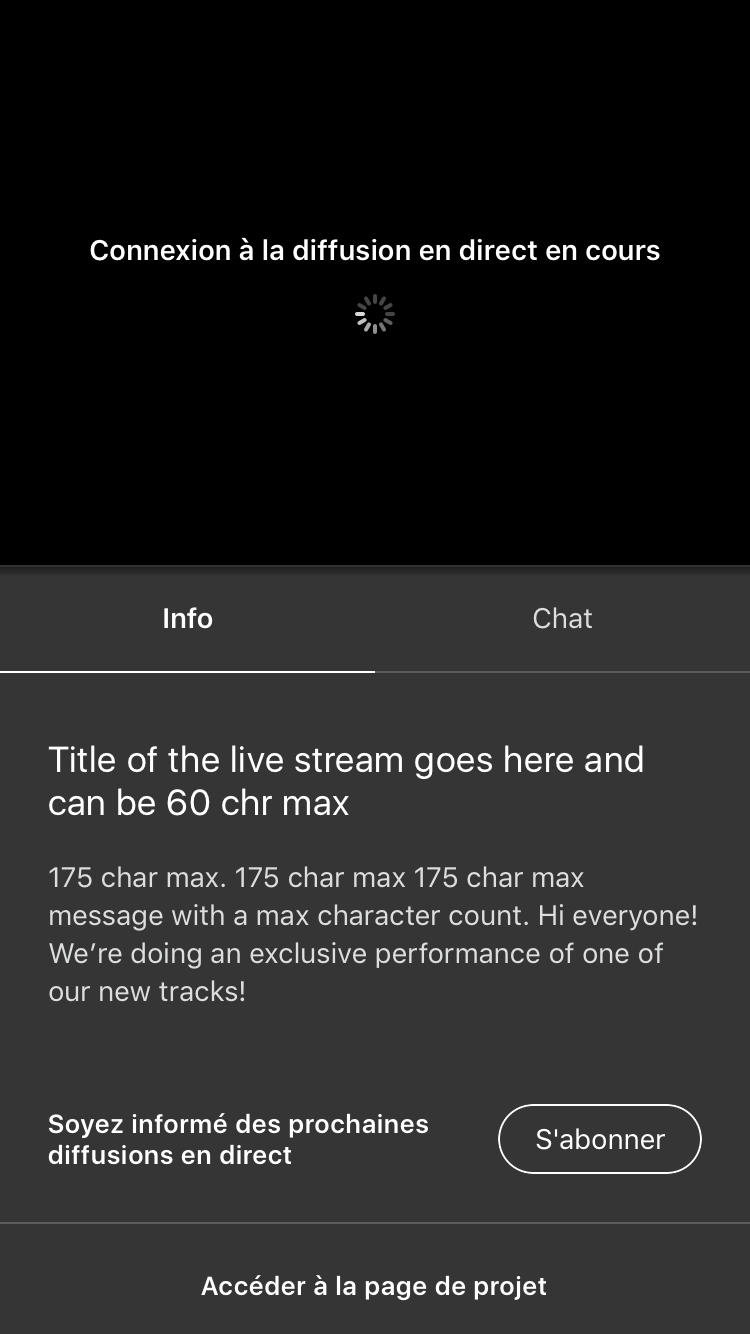 Connexion à la diffusion en direct en cours
Info
Chat
Title of the live stream goes here and
can be 60 chr max
175 char max. 175 char max 175 char max
message with a max character count. Hi everyone!
We’re doing an exclusive performance of one of
our new tracks!
Soyez informé des prochaines
diffusions en direct
S'abonner
Accéder à la page de projet